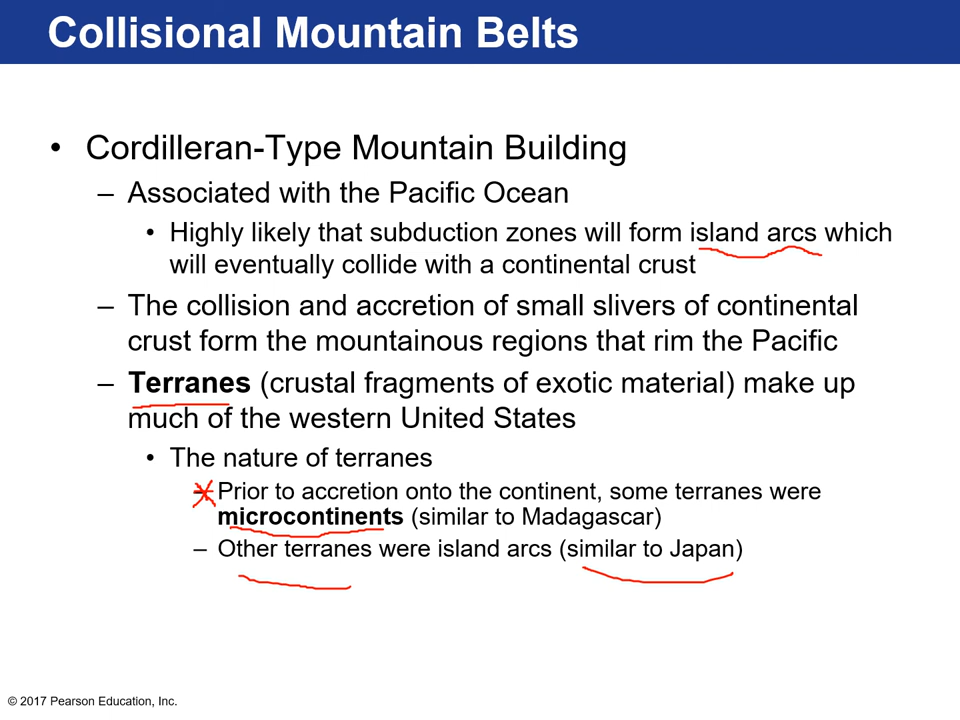 Collisional Mountain Belts
• Cordilleran-Type Mountain Building
– Associated with the Pacific Ocean
• Highly likely that subduction zones will form island arcs which
will eventually collide with a continental crust
– The collision and accretion of small slivers of continental
crust form the mountainous regions that rim the Pacific
– Terranes (crustal fragments of exotic material) make up
much of the western United States
• The nature of terranes
– Prior to accretion onto the continent, some terranes were
microcontinents (similar to Madagascar)
– Other terranes were island arcs (similar to Japan)
© 2017 Pearson Education, Inc.